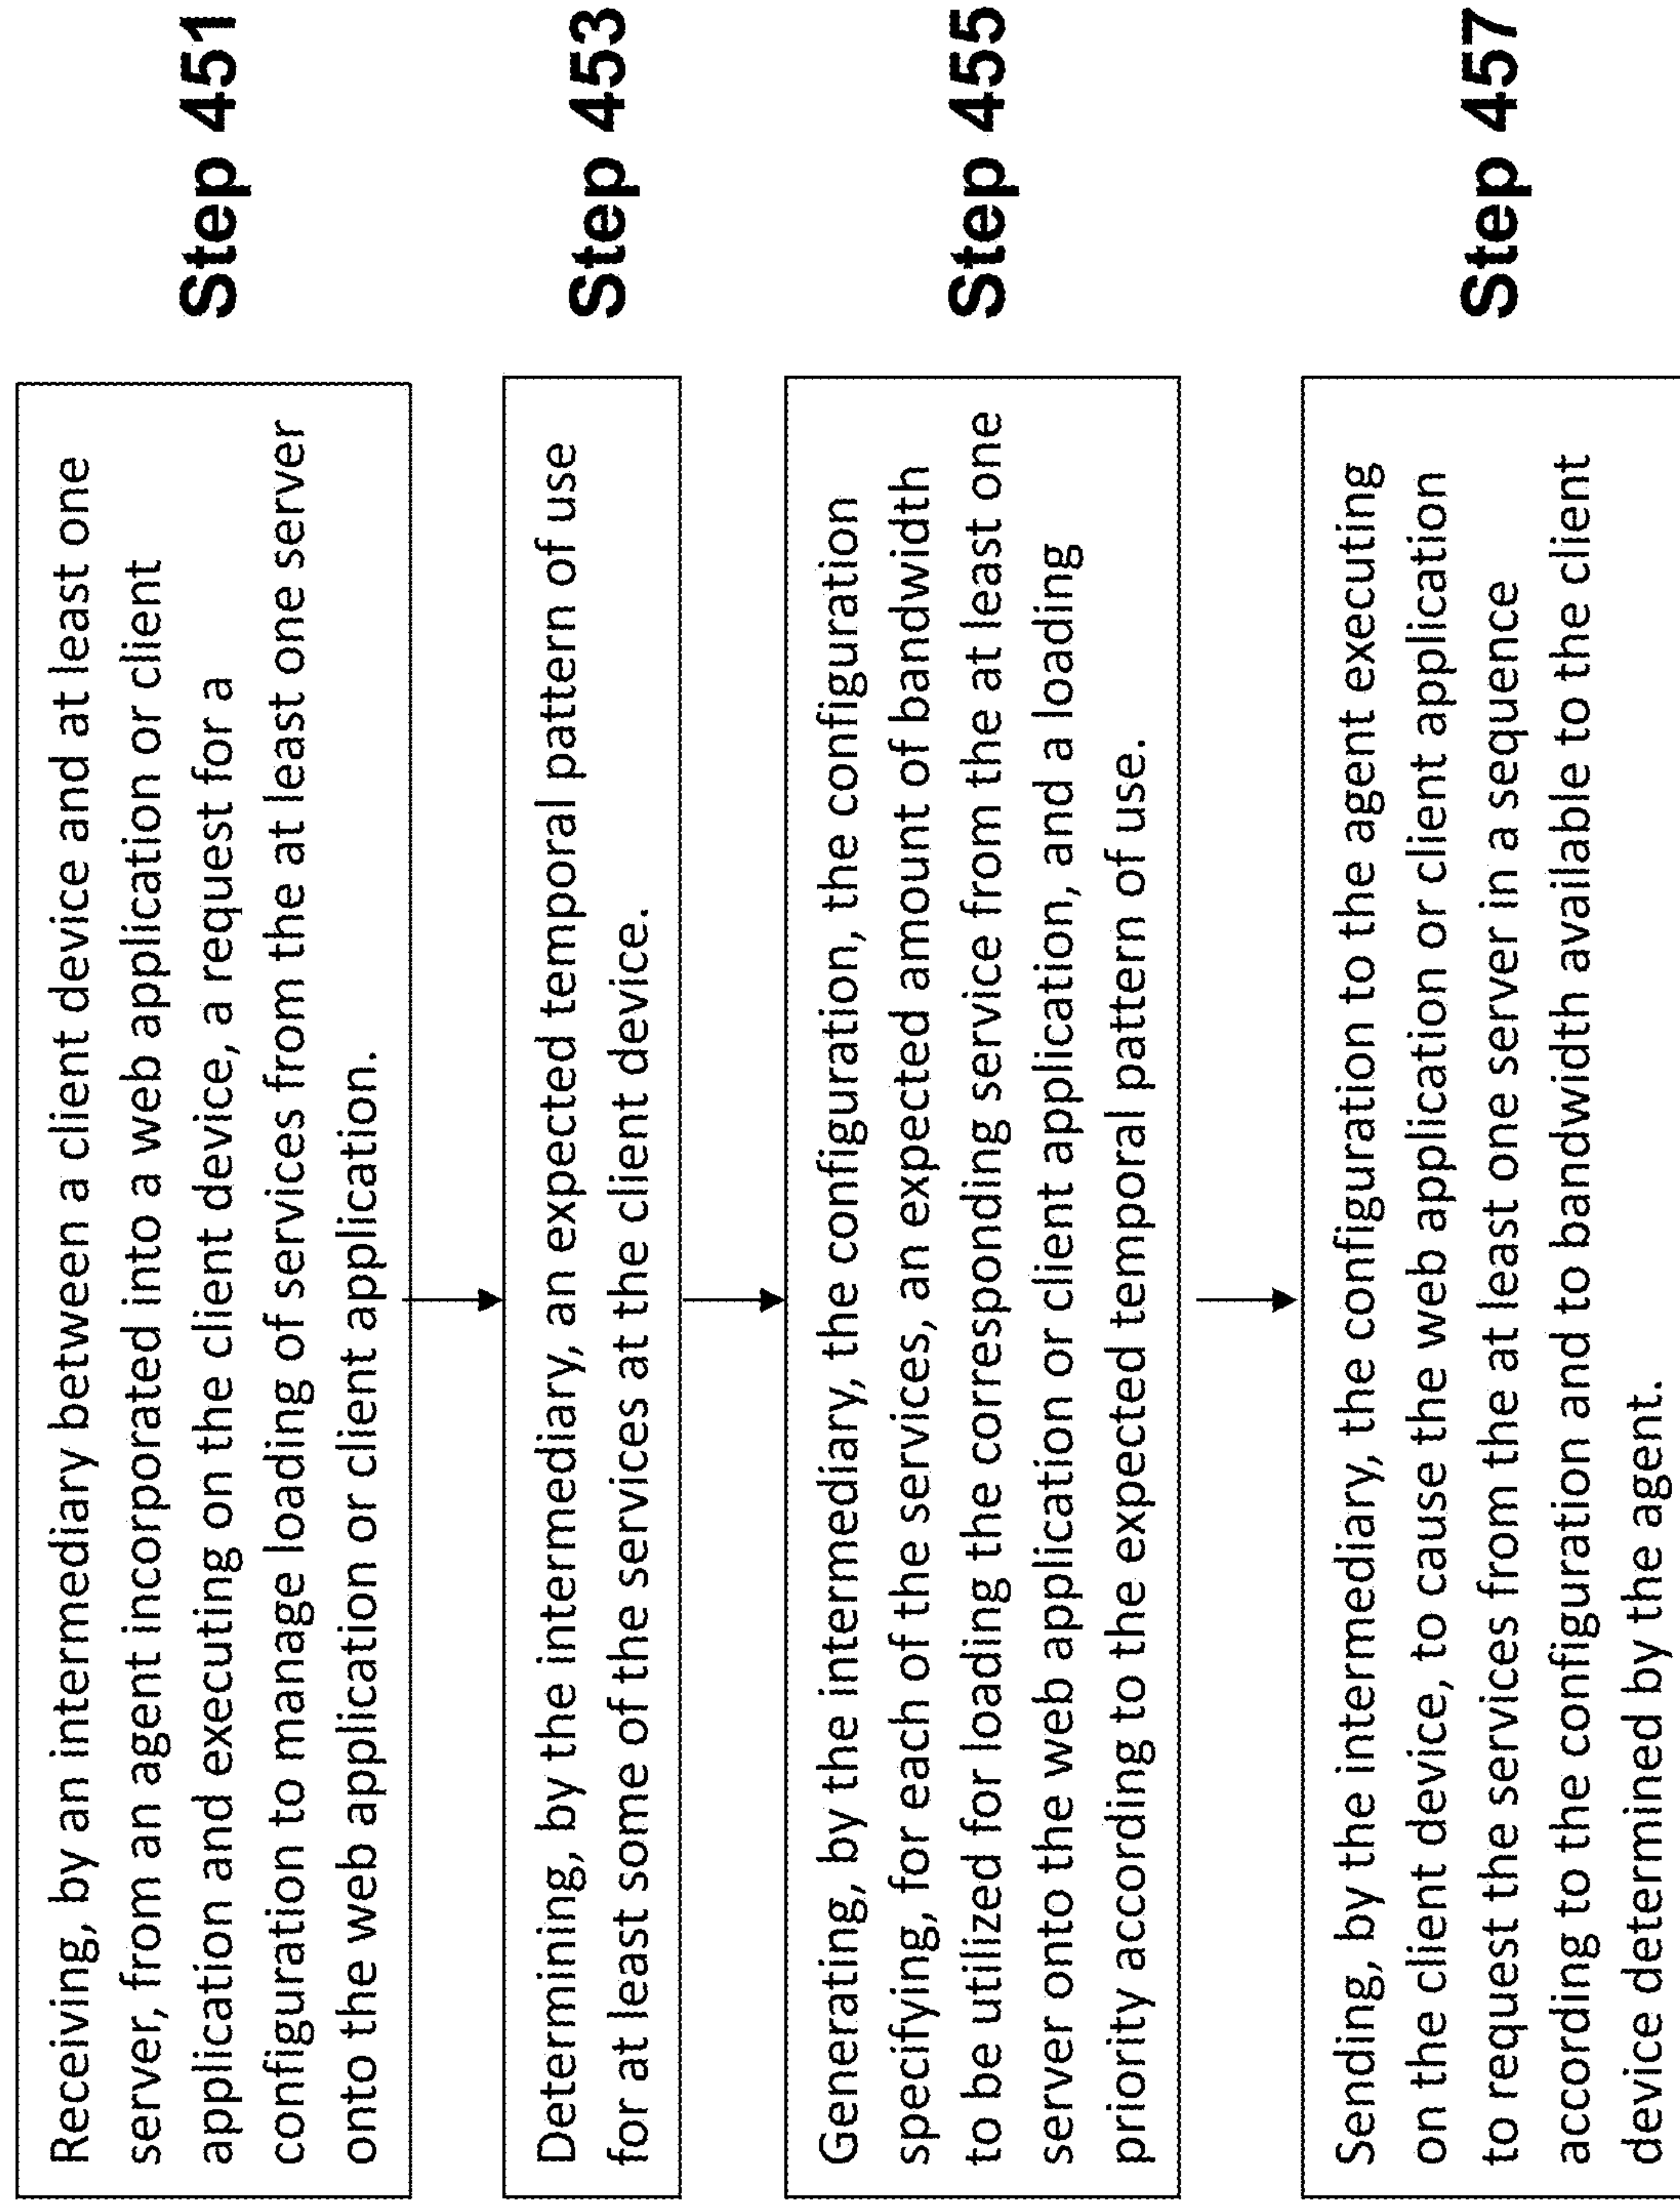 Receiving, by an intermediary between a client device and at least one
server, from an agent incorporated into a web application or client
application and executing on the client device, a request for a
configuration to manage loading of services from the at least one server
onto the web application or client application.
Step 451
Determining, by the intermediary, an expected temporal pattern of use
for at least some of the services at the client device.
Step 453
Generating, by the intermediary, the configuration, the configuration
specifying, for each of the services, an expected amount of bandwidth
to be utilized for loading the corresponding service from the at least one
server onto the web application or client application, and a loading
priority according to the expected temporal pattern of use.
Step 455
Sending, by the intermediary, the configuration to the agent executing
on the client device, to cause the web application or client application
to request the services from the at least one server in a sequence
according to the configuration and to bandwidth available to the client
device determined by the agent.
Step 457